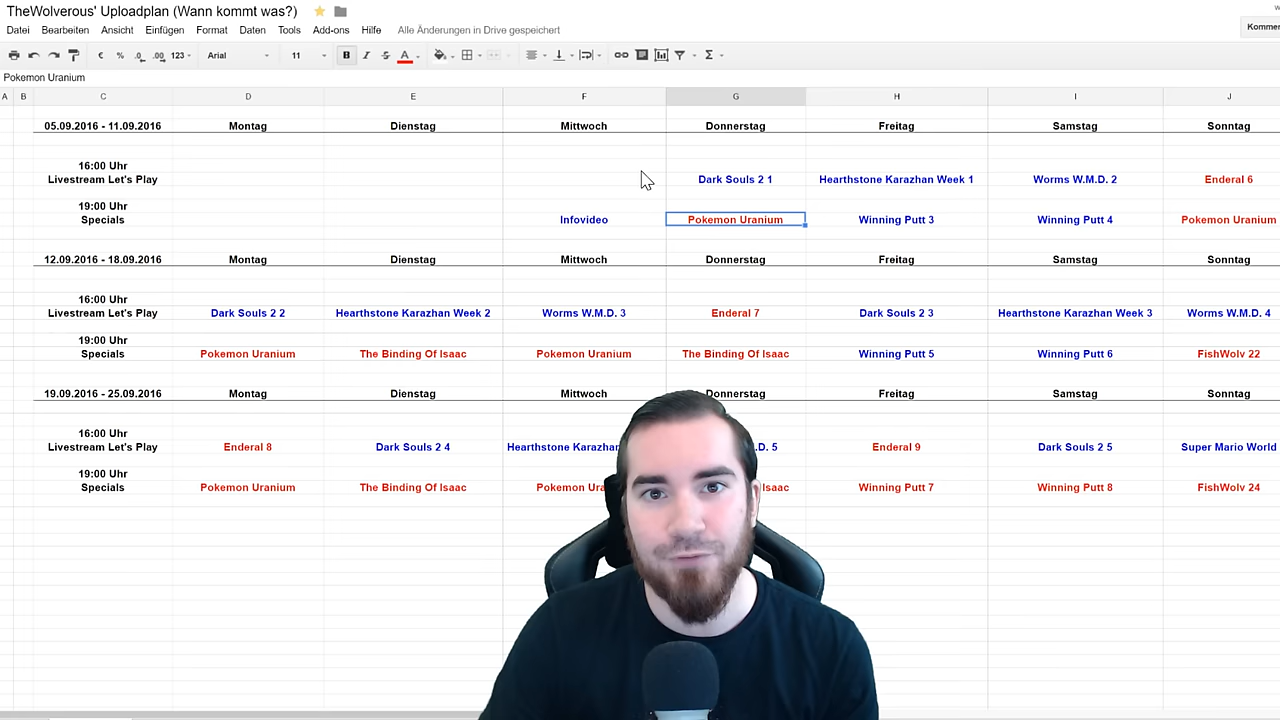 TheWolverous' Uploadplan (Wann kommt was?)
Datei Bearbeiten Ansicht Einfügen Format Daten Tools Add-ons Hilfe Alle Änderungen in Drive gespeichert
Kommen
€ % .0 .00 123 Arial 11 B I S A Σ
Pokemon Uranium
A B C D E F G H I J
05.09.2016 - 11.09.2016 Montag Dienstag Mittwoch Donnerstag Freitag Samstag Sonntag
16:00 Uhr
Livestream Let's Play Dark Souls 2 1 Hearthstone Karazhan Week 1 Worms W.M.D. 2 Enderal 6
19:00 Uhr
Specials Infovideo Pokemon Uranium Winning Putt 3 Winning Putt 4 Pokemon Uranium
12.09.2016 - 18.09.2016 Montag Dienstag Mittwoch Donnerstag Freitag Samstag Sonntag
16:00 Uhr
Livestream Let's Play Dark Souls 2 2 Hearthstone Karazhan Week 2 Worms W.M.D. 3 Enderal 7 Dark Souls 2 3 Hearthstone Karazhan Week 3 Worms W.M.D. 4
19:00 Uhr
Specials Pokemon Uranium The Binding Of Isaac Pokemon Uranium The Binding Of Isaac Winning Putt 5 Winning Putt 6 FishWolv 22
19.09.2016 - 25.09.2016 Montag Dienstag Mittwoch Donnerstag Freitag Samstag Sonntag
16:00 Uhr
Livestream Let's Play Enderal 8 Dark Souls 2 4 Hearthstone Karazhan .D. 5 Enderal 9 Dark Souls 2 5 Super Mario World
19:00 Uhr
Specials Pokemon Uranium The Binding Of Isaac Pokemon Ura saac Winning Putt 7 Winning Putt 8 FishWolv 24